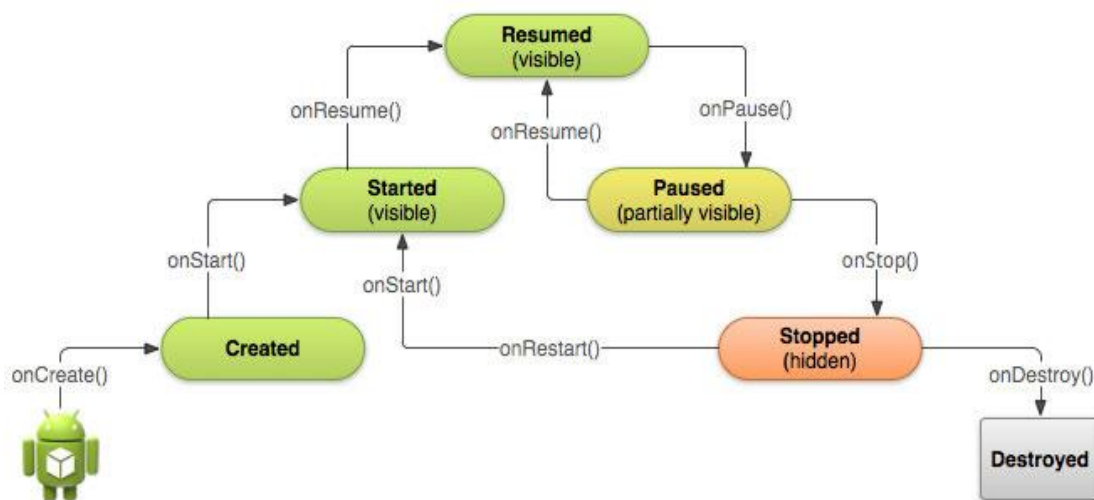 Resumed
(visible)
onResume()
onResume()
onPause()
Started
(visible)
Paused
(partially visible)
onStart()
onStart()
onStop()
Created
onRestart()
Stopped
(hidden)
onCreate()
onDestroy()
Destroyed